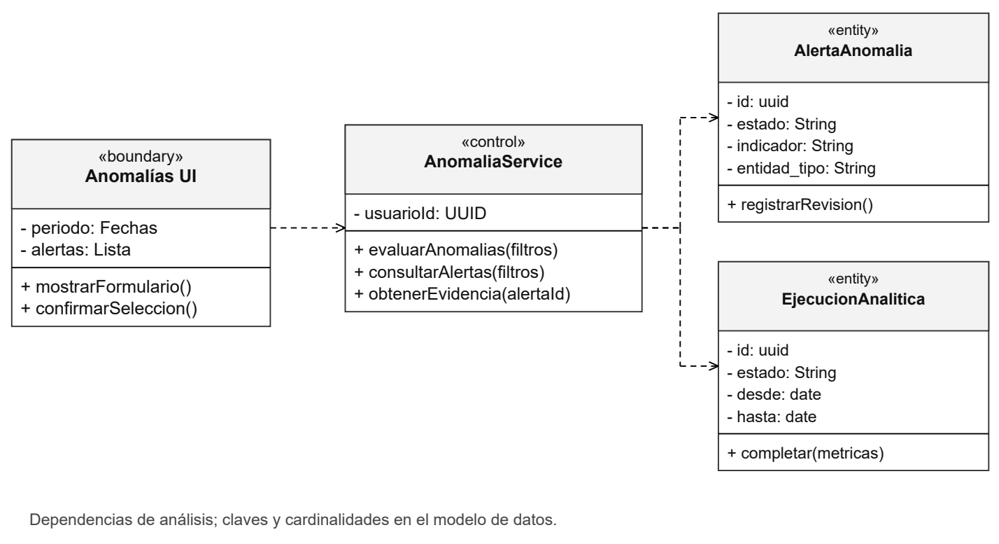 «boundary»
Anomalías UI
- periodo: Fechas
- alertas: Lista
+ mostrarFormulario()
+ confirmarSeleccion()
«control»
AnomaliaService
- usuarioId: UUID
+ evaluarAnomalias(filtros)
+ consultarAlertas(filtros)
+ obtenerEvidencia(alertaId)
«entity»
AlertaAnomalia
- id: uuid
- estado: String
- indicador: String
- entidad_tipo: String
+ registrarRevision()
«entity»
EjecucionAnalitica
- id: uuid
- estado: String
- desde: date
- hasta: date
+ completar(metricas)
Dependencias de análisis; claves y cardinalidades en el modelo de datos.